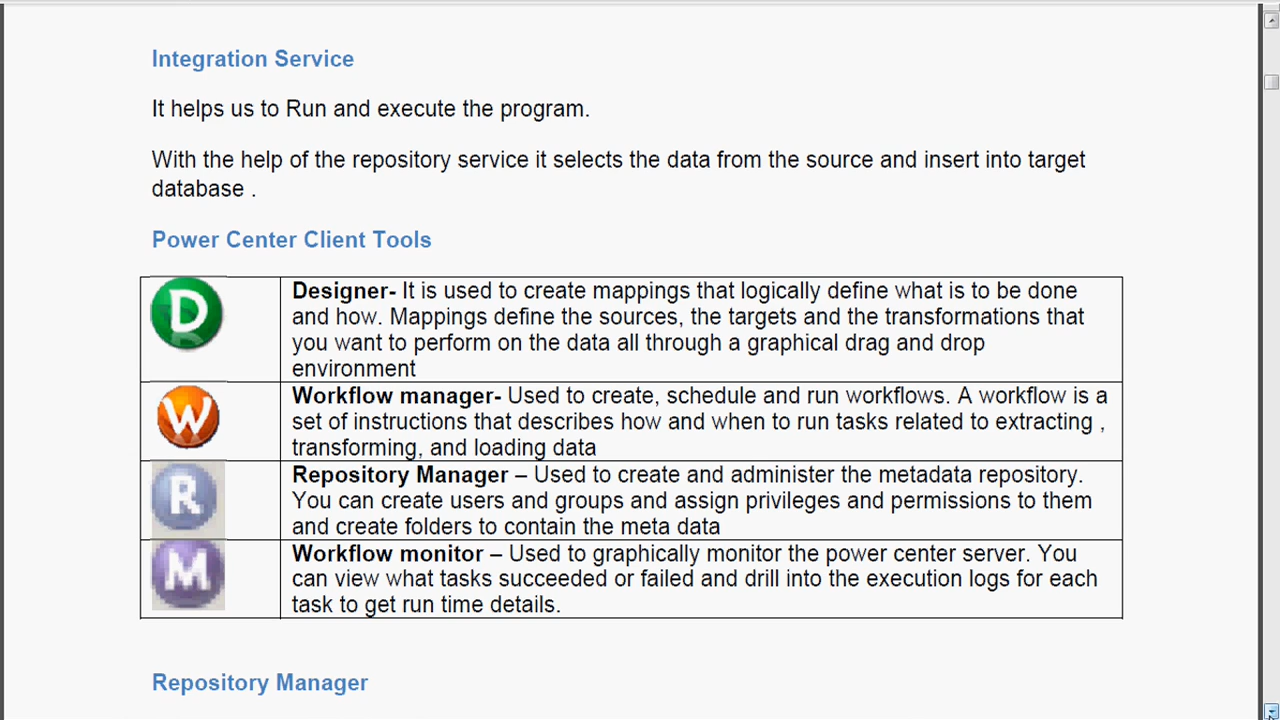 Integration Service
It helps us to Run and execute the program.
With the help of the repository service it selects the data from the source and insert into target
database .
Power Center Client Tools
D
Designer- It is used to create mappings that logically define what is to be done
and how. Mappings define the sources, the targets and the transformations that
you want to perform on the data all through a graphical drag and drop
environment
W
Workflow manager- Used to create, schedule and run workflows. A workflow is a
set of instructions that describes how and when to run tasks related to extracting ,
transforming, and loading data
R
Repository Manager – Used to create and administer the metadata repository.
You can create users and groups and assign privileges and permissions to them
and create folders to contain the meta data
M
Workflow monitor – Used to graphically monitor the power center server. You
can view what tasks succeeded or failed and drill into the execution logs for each
task to get run time details.
Repository Manager